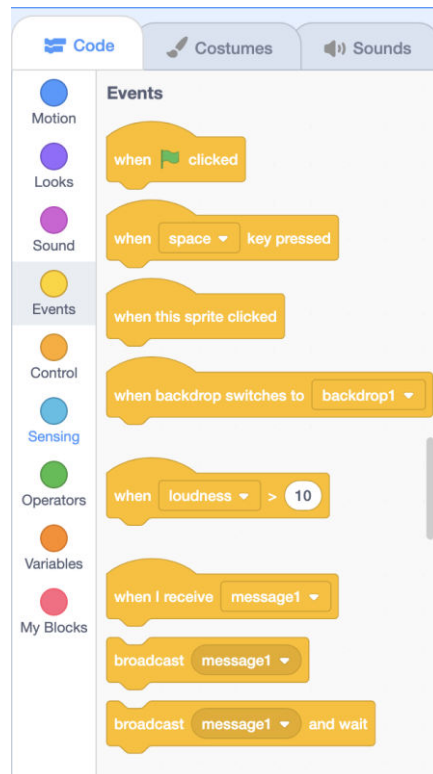 Code
Costumes
Sounds
Motion
Looks
Sound
Events
Control
Sensing
Operators
Variables
My Blocks
Events
when clicked
when space key pressed
when this sprite clicked
when backdrop switches to backdrop1
when loudness > 10
when I receive message1
broadcast message1
broadcast message1 and wait